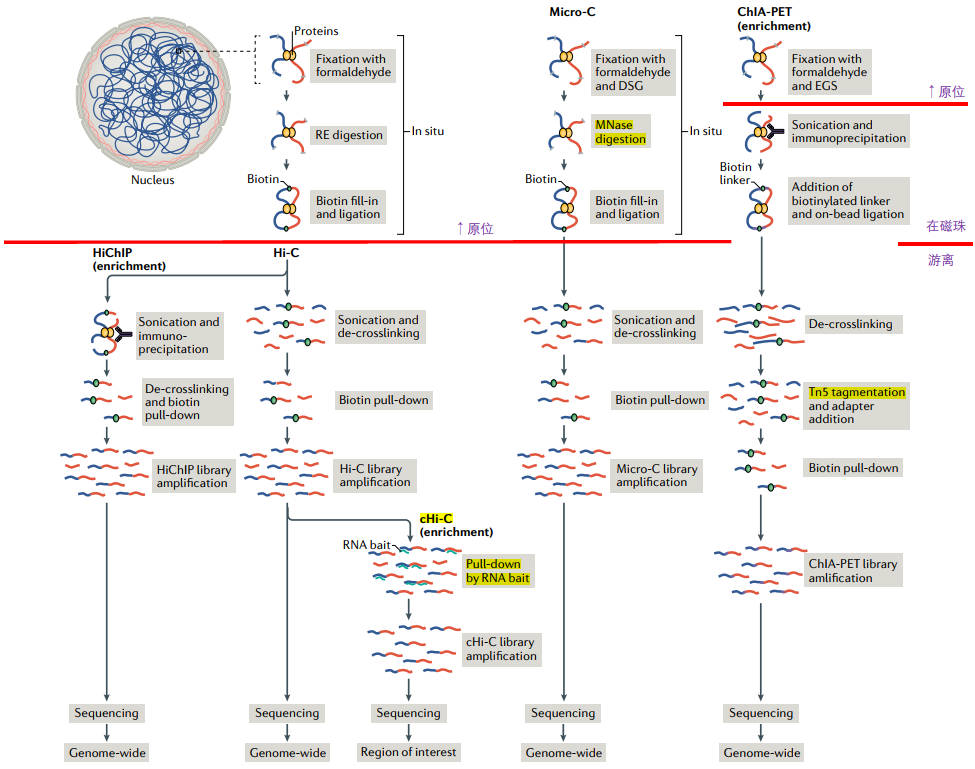 Micro-C
ChIA-PET
(enrichment)
Proteins
Fixation with
formaldehyde
Fixation with
formaldehyde
and DSG
Fixation with
formaldehyde
and EGS
↑原位
RE digestion
In situ
MNase
digestion
In situ
Sonication and
immunoprecipitation
Nucleus
Biotin
Biotin fill-in
and ligation
Biotin
Biotin fill-in
and ligation
Biotin
linker
Addition of
biotinylated linker
and on-bead ligation
↑原位
在磁珠
游离
HiChIP
(enrichment)
Hi-C
Sonication and
immuno-
precipitation
Sonication and
de-crosslinking
Sonication and
de-crosslinking
De-crosslinking
De-crosslinking
and biotin
pull-down
Biotin pull-down
Biotin pull-down
Tn5 tagmentation
and adapter
addition
HiChIP library
amplification
Hi-C library
amplification
Micro-C library
amplification
Biotin pull-down
cHi-C
(enrichment)
RNA bait
Pull-down
by RNA bait
ChIA-PET library
amlification
cHi-C library
amplification
Sequencing
Sequencing
Sequencing
Sequencing
Sequencing
Genome-wide
Genome-wide
Region of interest
Genome-wide
Genome-wide